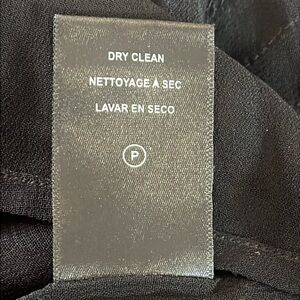 DRY CLEAN
NETTOYAGE À SEC
LAVAR EN SECO
P